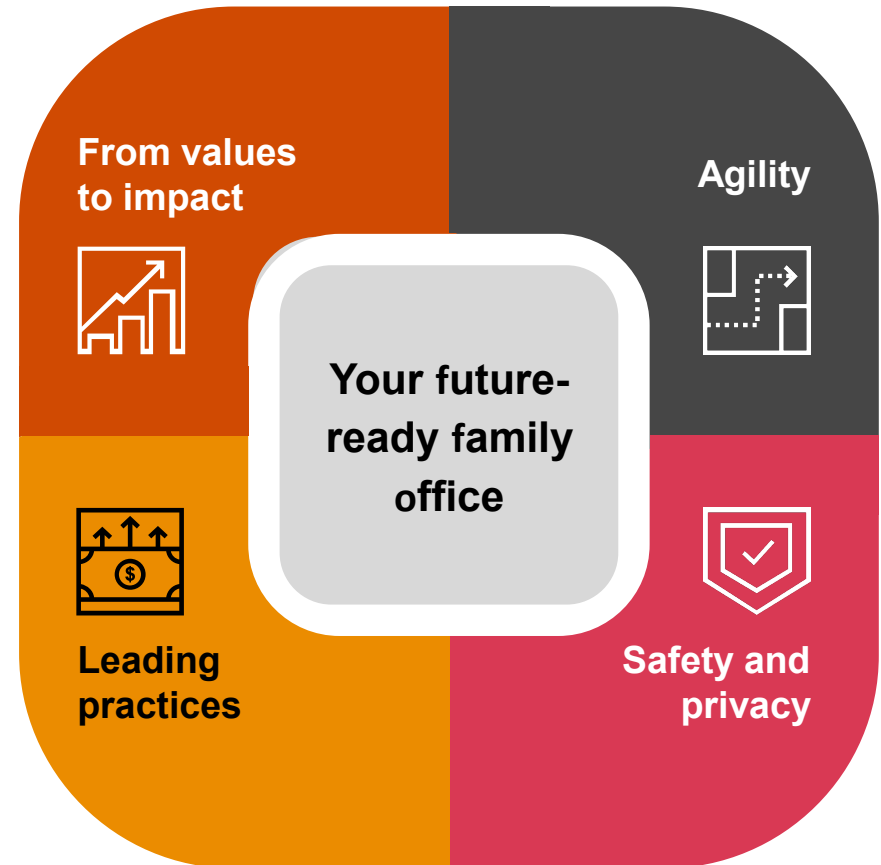 From values
to impact
Agility
Your future-
ready family
office
$
Leading
practices
Safety and
privacy